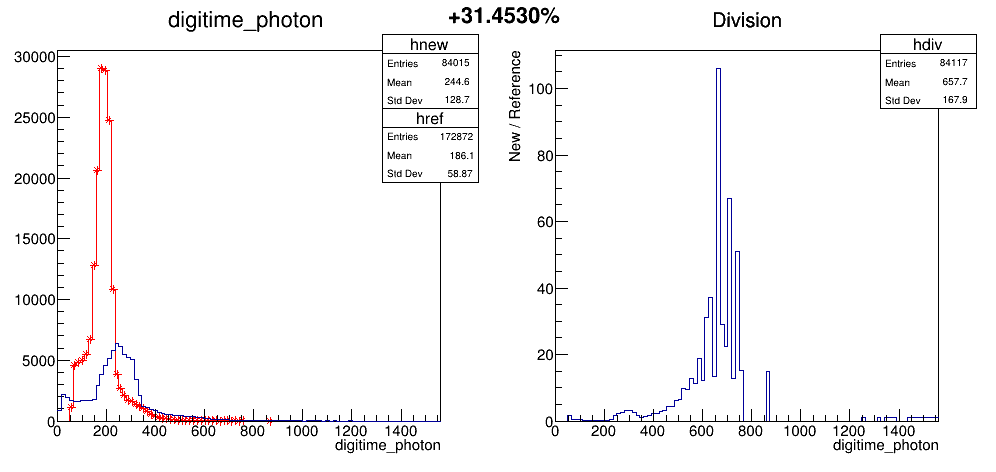 +31.4530%
digitime_photon
hnew
Entries 84015
Mean 244.6
Std Dev 128.7
href
Entries 172872
Mean 186.1
Std Dev 58.87
30000
25000
20000
15000
10000
5000
0
0 200 400 600 800 1000 1200 1400
digitime_photon
Division
hdiv
Entries 84117
Mean 657.7
Std Dev 167.9
New / Reference
100
80
60
40
20
0
0 200 400 600 800 1000 1200 1400
digitime_photon